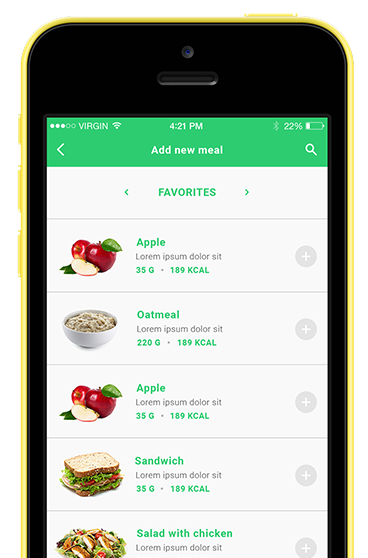 VIRGIN 4:21 PM 22%
Add new meal
FAVORITES
Apple
Lorem ipsum dolor sit
35 G • 189 KCAL
Oatmeal
Lorem ipsum dolor sit
220 G • 189 KCAL
Apple
Lorem ipsum dolor sit
35 G • 189 KCAL
Sandwich
Lorem ipsum dolor sit
35 G • 189 KCAL
Salad with chicken
Lorem ipsum dolor sit